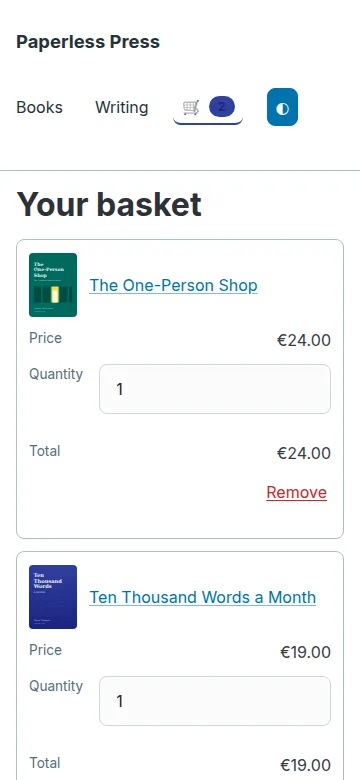 Paperless Press
Books
Writing
2
Your basket
The
One-Person
Shop
The One-Person Shop
Price
€24.00
Quantity
1
Total
€24.00
Remove
Ten
Thousand
Words
Ten Thousand Words a Month
Price
€19.00
Quantity
1
Total
€19.00